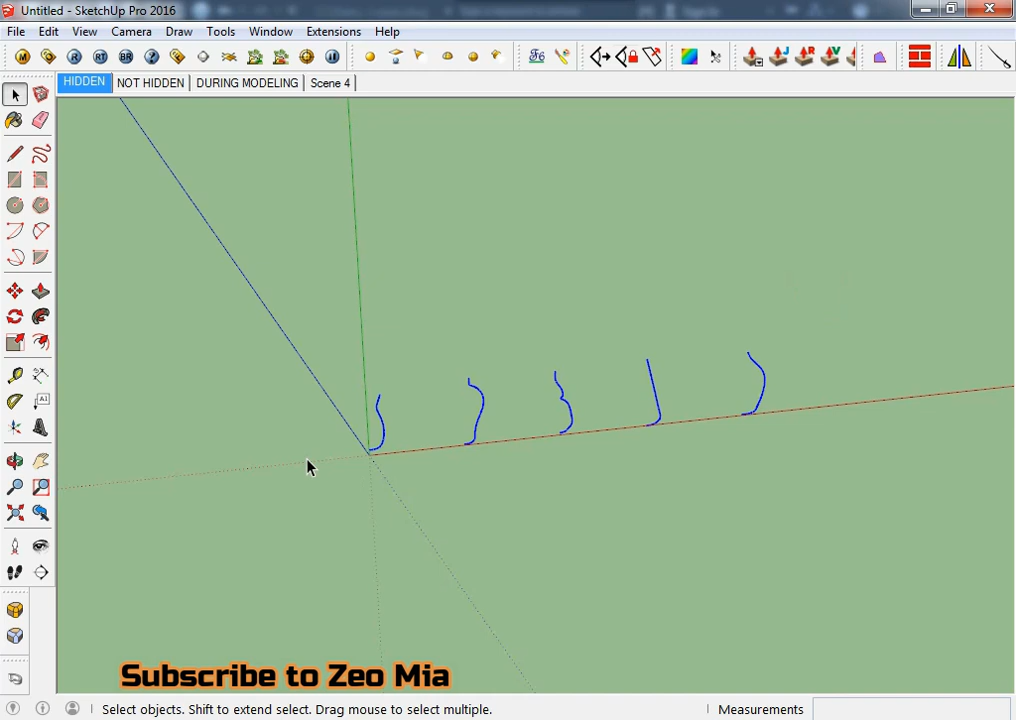 Untitled - SketchUp Pro 2016
File Edit View Camera Draw Tools Window Extensions Help
HIDDEN NOT HIDDEN DURING MODELING Scene 4
Subscribe to Zeo Mia
Select objects. Shift to extend select. Drag mouse to select multiple. Measurements